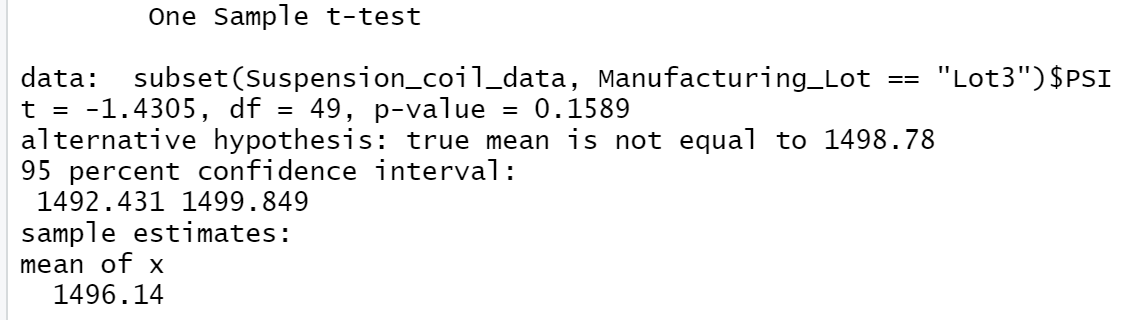 One Sample t-test
data:  subset(Suspension_coil_data, Manufacturing_Lot == "Lot3")$PSI
t = -1.4305, df = 49, p-value = 0.1589
alternative hypothesis: true mean is not equal to 1498.78
95 percent confidence interval:
1492.431 1499.849
sample estimates:
mean of x
1496.14